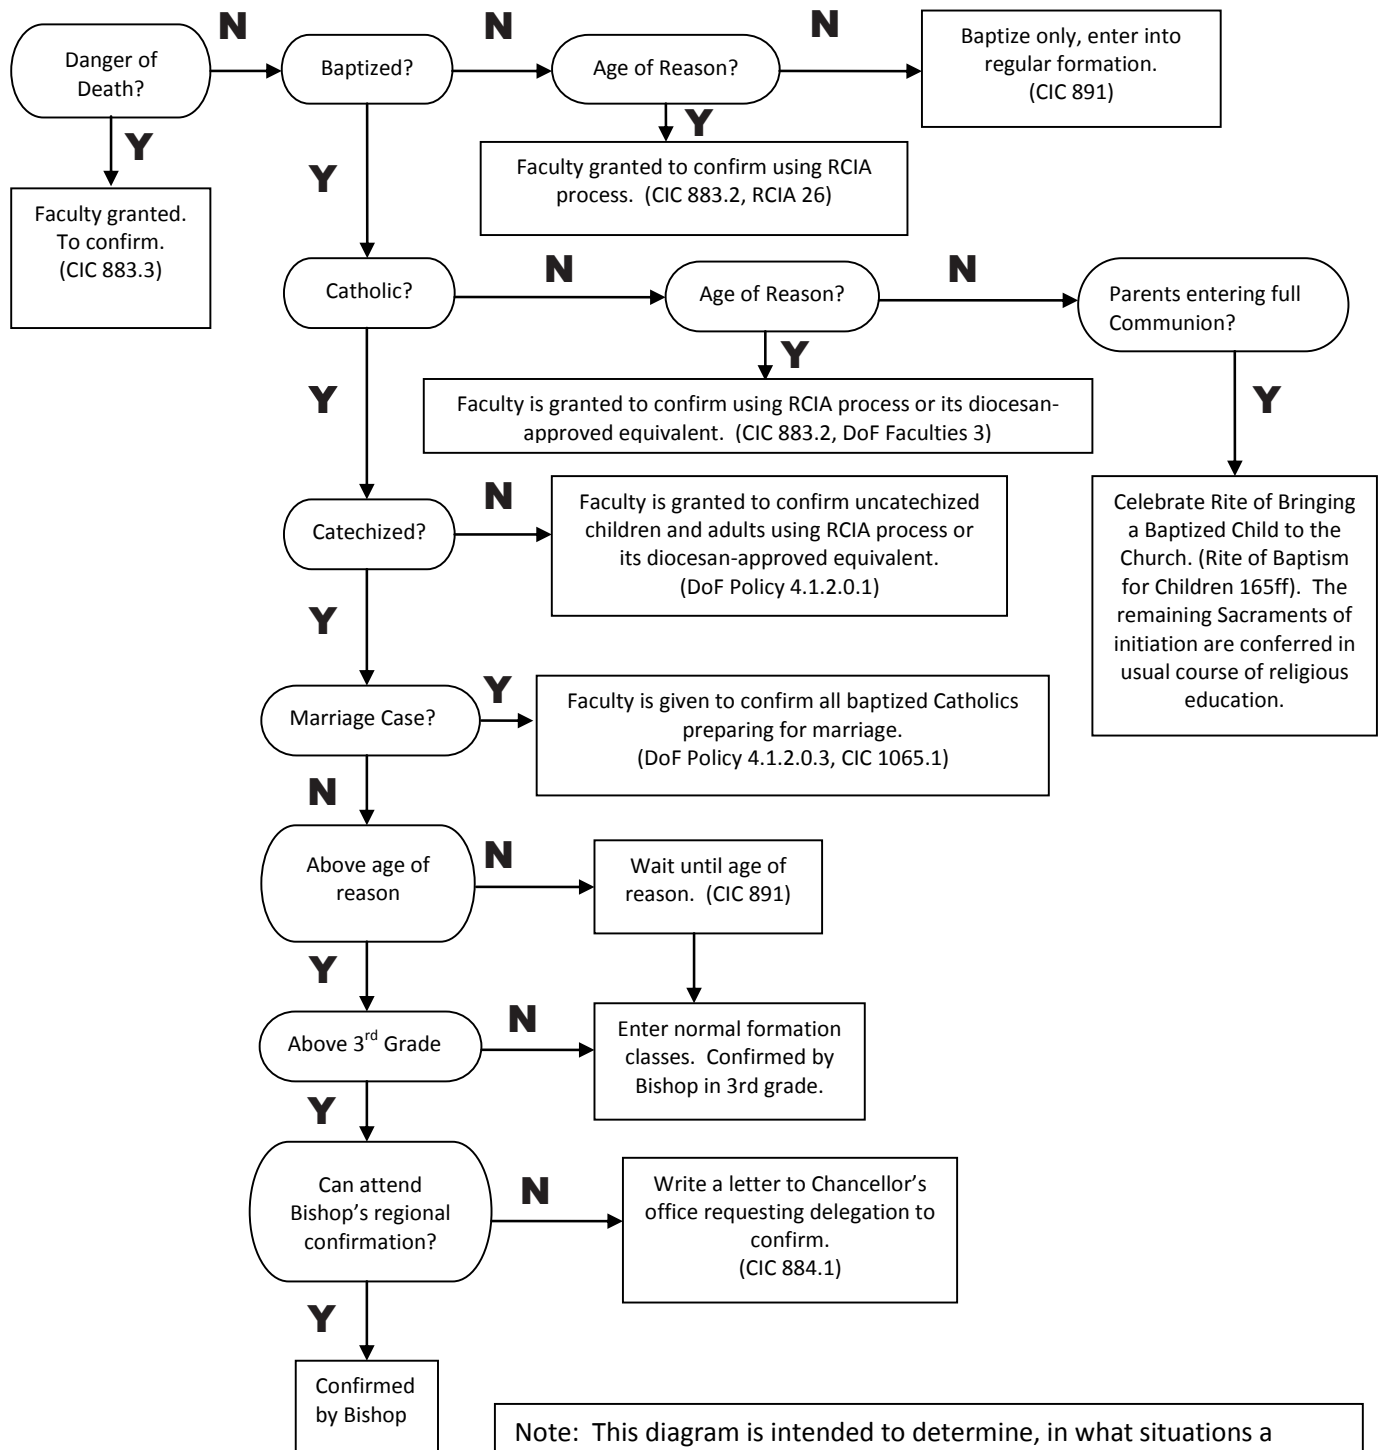 N
N
N
Danger of
Death?
Baptized?
Age of Reason?
Baptize only, enter into
regular formation.
(CIC 891)
Y
Y
Y
Faculty granted.
To confirm.
(CIC 883.3)
Faculty granted to confirm using RCIA
process.  (CIC 883.2, RCIA 26)
N
N
Catholic?
Age of Reason?
Parents entering full
Communion?
Y
Y
Y
Faculty is granted to confirm using RCIA process or its diocesan-
approved equivalent.  (CIC 883.2, DoF Faculties 3)
N
Catechized?
Faculty is granted to confirm uncatechized
children and adults using RCIA process or
its diocesan-approved equivalent.
(DoF Policy 4.1.2.0.1)
Celebrate Rite of Bringing
a Baptized Child to the
Church. (Rite of Baptism
for Children 165ff).  The
remaining Sacraments of
initiation are conferred in
usual course of religious
education.
Y
Y
Marriage Case?
Faculty is given to confirm all baptized Catholics
preparing for marriage.
(DoF Policy 4.1.2.0.3, CIC 1065.1)
N
Above age of
reason
N
Wait until age of
reason.  (CIC 891)
Y
Above 3rd Grade
N
Enter normal formation
classes.  Confirmed by
Bishop in 3rd grade.
Y
Can attend
Bishop’s regional
confirmation?
N
Write a letter to Chancellor’s
office requesting delegation to
confirm.
(CIC 884.1)
Y
Confirmed
by Bishop
Note:  This diagram is intended to determine, in what situations a